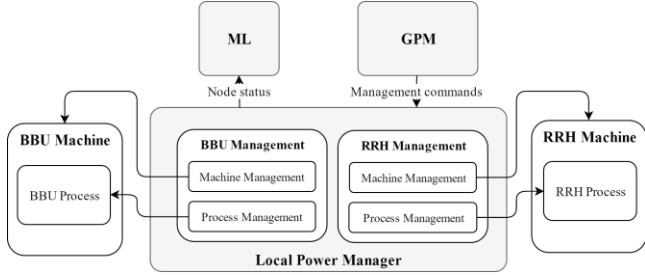 ML
GPM
Node status
Management commands
BBU Machine
BBU Process
BBU Management
Machine Management
Process Management
RRH Management
Machine Management
Process Management
RRH Machine
RRH Process
Local Power Manager